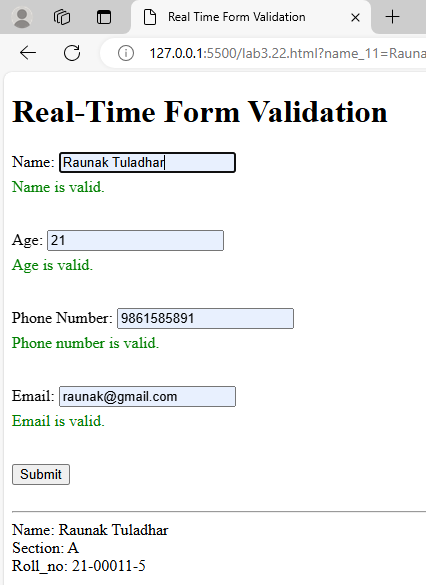 Real Time Form Validation
127.0.0.1:5500/lab3.22.html?name_11=Rauna
Real-Time Form Validation
Name: Raunak Tuladhar
Name is valid.
Age: 21
Age is valid.
Phone Number: 9861585891
Phone number is valid.
Email: raunak@gmail.com
Email is valid.
Submit
Name: Raunak Tuladhar
Section: A
Roll_no: 21-00011-5